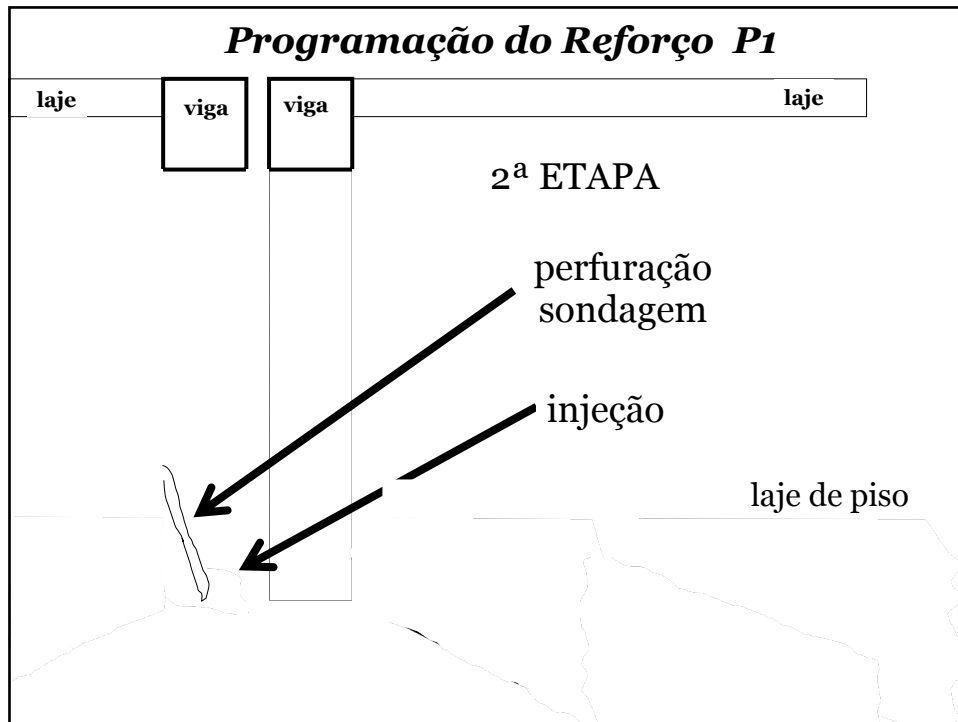 Programação do Reforço P1
laje
viga
viga
laje
2ª ETAPA
perfuração
sondagem
injeção
laje de piso